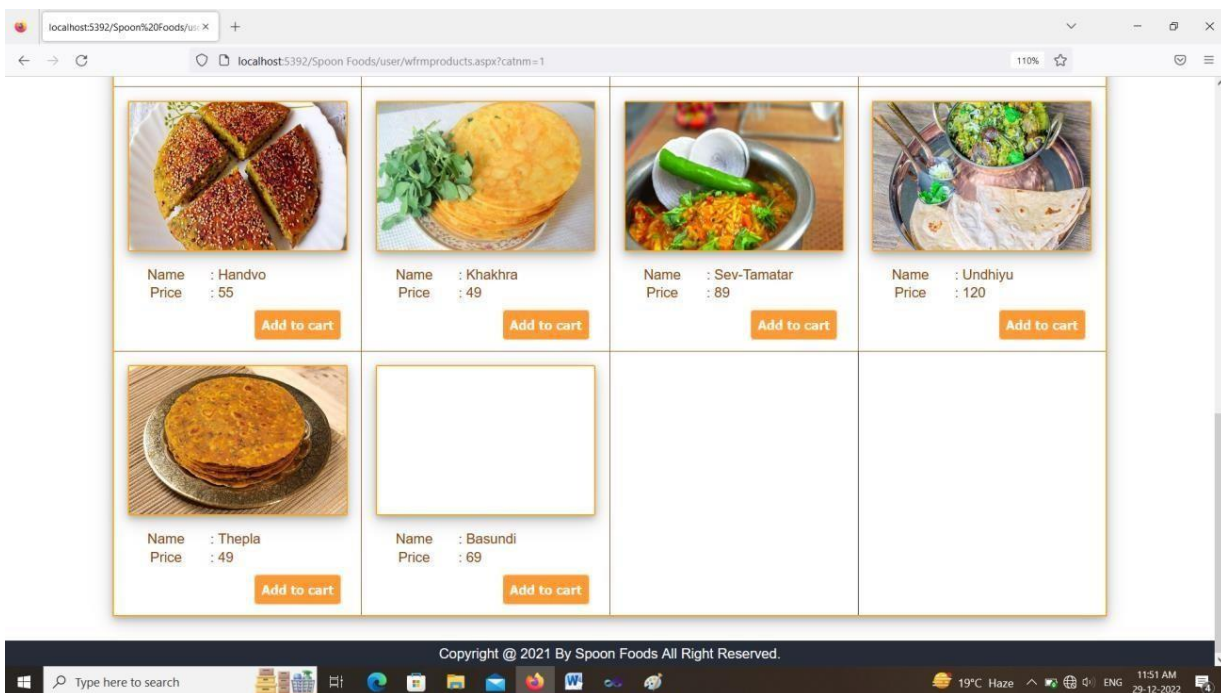 localhost:5392/Spoon%20Foods/use
localhost:5392/Spoon Foods/user/wfrmproducts.aspx?catnm=1
110%
Name : Handvo
Price : 55
Add to cart
Name : Khakhra
Price : 49
Add to cart
Name : Sev-Tamatar
Price : 89
Add to cart
Name : Undhiyu
Price : 120
Add to cart
Name : Thepla
Price : 49
Add to cart
Name : Basundi
Price : 69
Add to cart
Copyright @ 2021 By Spoon Foods All Right Reserved.
Type here to search
19°C Haze
ENG
11:51 AM
29-12-2022